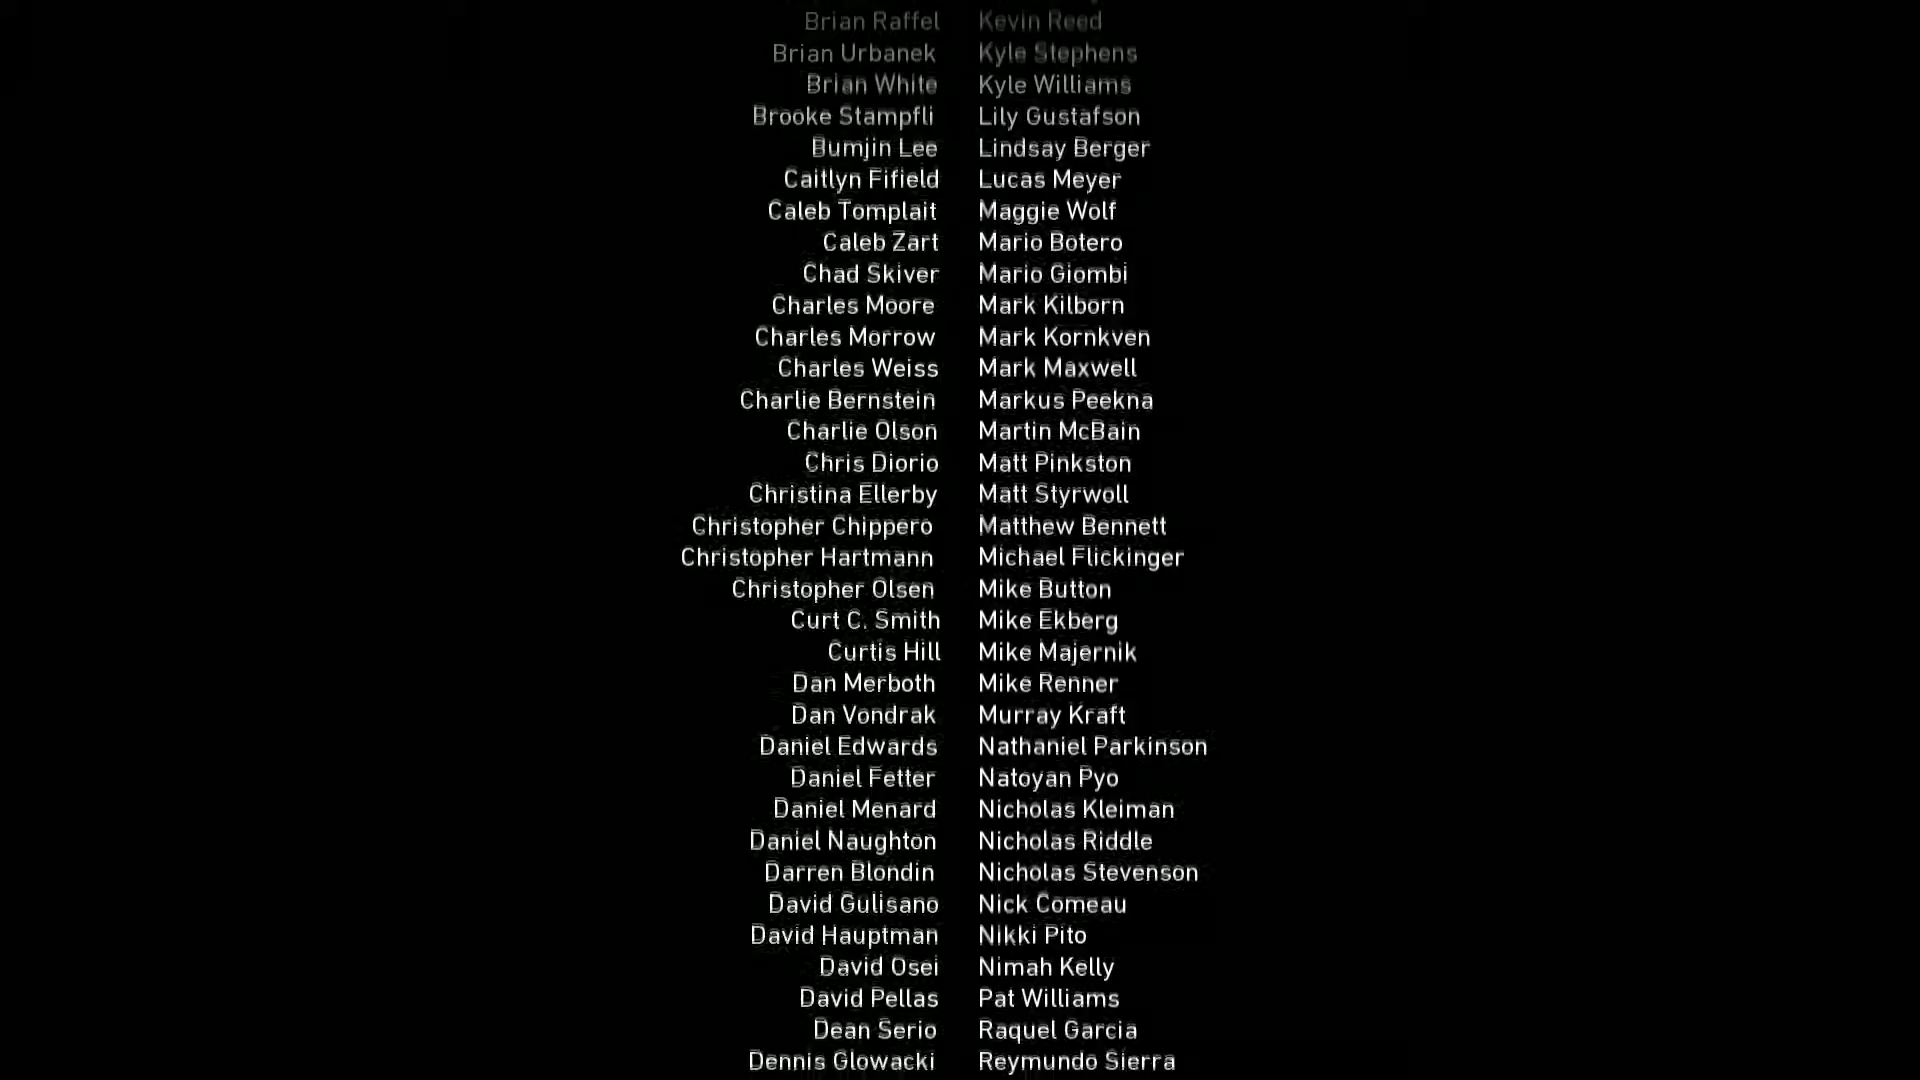 Brian Raffel Kevin Reed
Brian Urbanek Kyle Stephens
Brian White Kyle Williams
Brooke Stampfli Lily Gustafson
Bumjin Lee Lindsay Berger
Caitlyn Fifield Lucas Meyer
Caleb Tomplait Maggie Wolf
Caleb Zart Mario Botero
Chad Skiver Mario Giombi
Charles Moore Mark Kilborn
Charles Morrow Mark Kornkven
Charles Weiss Mark Maxwell
Charlie Bernstein Markus Peekna
Charlie Olson Martin McBain
Chris Diorio Matt Pinkston
Christina Ellerby Matt Styrwoll
Christopher Chippero Matthew Bennett
Christopher Hartmann Michael Flickinger
Christopher Olsen Mike Button
Curt C. Smith Mike Ekberg
Curtis Hill Mike Majernik
Dan Merboth Mike Renner
Dan Vondrak Murray Kraft
Daniel Edwards Nathaniel Parkinson
Daniel Fetter Natoyan Pyo
Daniel Menard Nicholas Kleiman
Daniel Naughton Nicholas Riddle
Darren Blondin Nicholas Stevenson
David Gulisano Nick Comeau
David Hauptman Nikki Pito
David Osei Nimah Kelly
David Pellas Pat Williams
Dean Serio Raquel Garcia
Dennis Glowacki Reymundo Sierra